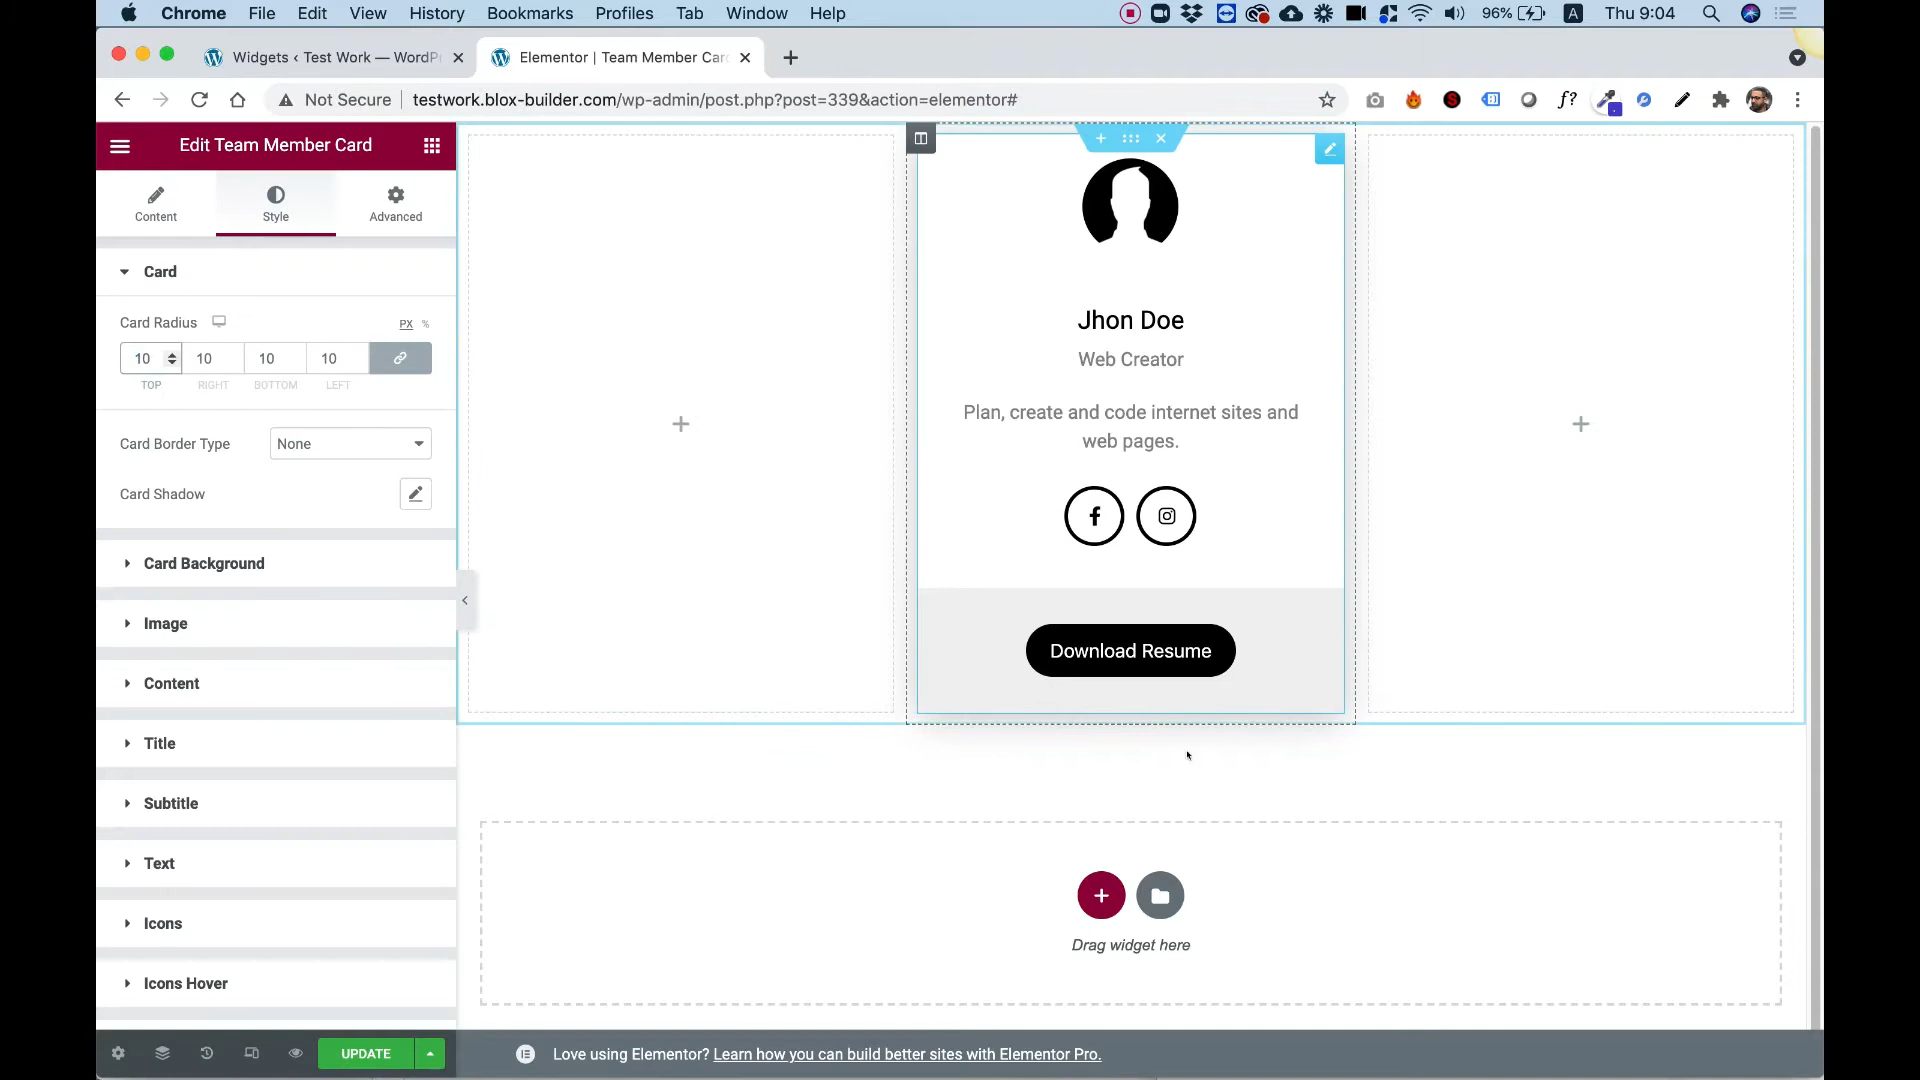 Chrome File Edit View History Bookmarks Profiles Tab Window Help 96% A Thu 9:04
Widgets ‹ Test Work — WordPr
Elementor | Team Member Car
Not Secure testwork.blox-builder.com/wp-admin/post.php?post=339&action=elementor#
f?
Edit Team Member Card
Content Style Advanced
Card
Card Radius PX %
10 10 10 10
TOP RIGHT BOTTOM LEFT
Card Border Type None
Card Shadow
Card Background
Image
Content
Title
Subtitle
Text
Icons
Icons Hover
UPDATE
Jhon Doe
Web Creator
Plan, create and code internet sites and
web pages.
Download Resume
Drag widget here
Love using Elementor? Learn how you can build better sites with Elementor Pro.